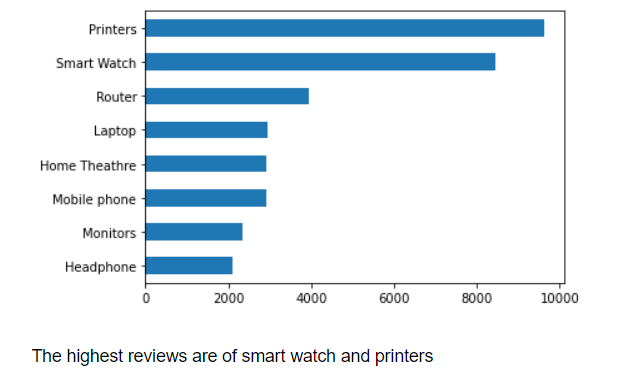 Printers
Smart Watch
Router
Laptop
Home Theathre
Mobile phone
Monitors
Headphone
0 2000 4000 6000 8000 10000
The highest reviews are of smart watch and printers